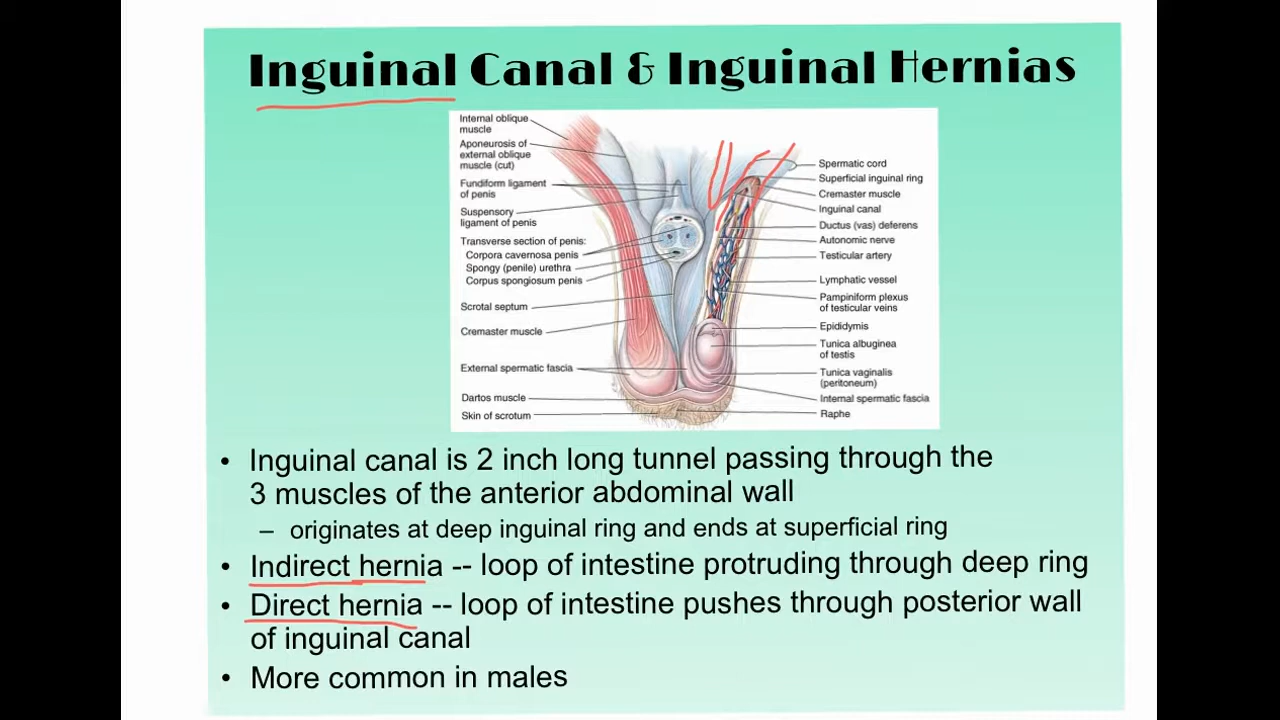 Inguinal Canal & Inguinal Hernias
Internal oblique
muscle
Aponeurosis of
external oblique
muscle (cut)
Fundiform ligament
of penis
Suspensory
ligament of penis
Transverse section of penis:
Corpora cavernosa penis
Spongy (penile) urethra
Corpus spongiosum penis
Scrotal septum
Cremaster muscle
External spermatic fascia
Dartos muscle
Skin of scrotum
Spermatic cord
Superficial inguinal ring
Cremaster muscle
Inguinal canal
Ductus (vas) deferens
Autonomic nerve
Testicular artery
Lymphatic vessel
Pampiniform plexus
of testicular veins
Epididymis
Tunica albuginea
of testis
Tunica vaginalis
(peritoneum)
Internal spermatic fascia
Raphe
• Inguinal canal is 2 inch long tunnel passing through the
3 muscles of the anterior abdominal wall
– originates at deep inguinal ring and ends at superficial ring
• Indirect hernia -- loop of intestine protruding through deep ring
• Direct hernia -- loop of intestine pushes through posterior wall
of inguinal canal
• More common in males